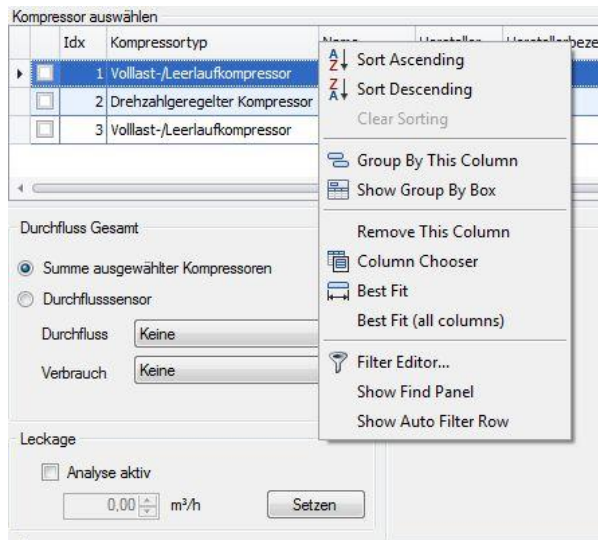 Kompressor auswählen
Idx Kompressortyp
1 Volllast-/Leerlaufkompressor
2 Drehzahlgeregelter Kompressor
3 Volllast-/Leerlaufkompressor
Sort Ascending
Sort Descending
Clear Sorting
Group By This Column
Show Group By Box
Remove This Column
Column Chooser
Best Fit
Best Fit (all columns)
Filter Editor...
Show Find Panel
Show Auto Filter Row
Durchfluss Gesamt
Summe ausgewählter Kompressoren
Durchflusssensor
Durchfluss Keine
Verbrauch Keine
Leckage
Analyse aktiv
0,00 m³/h Setzen